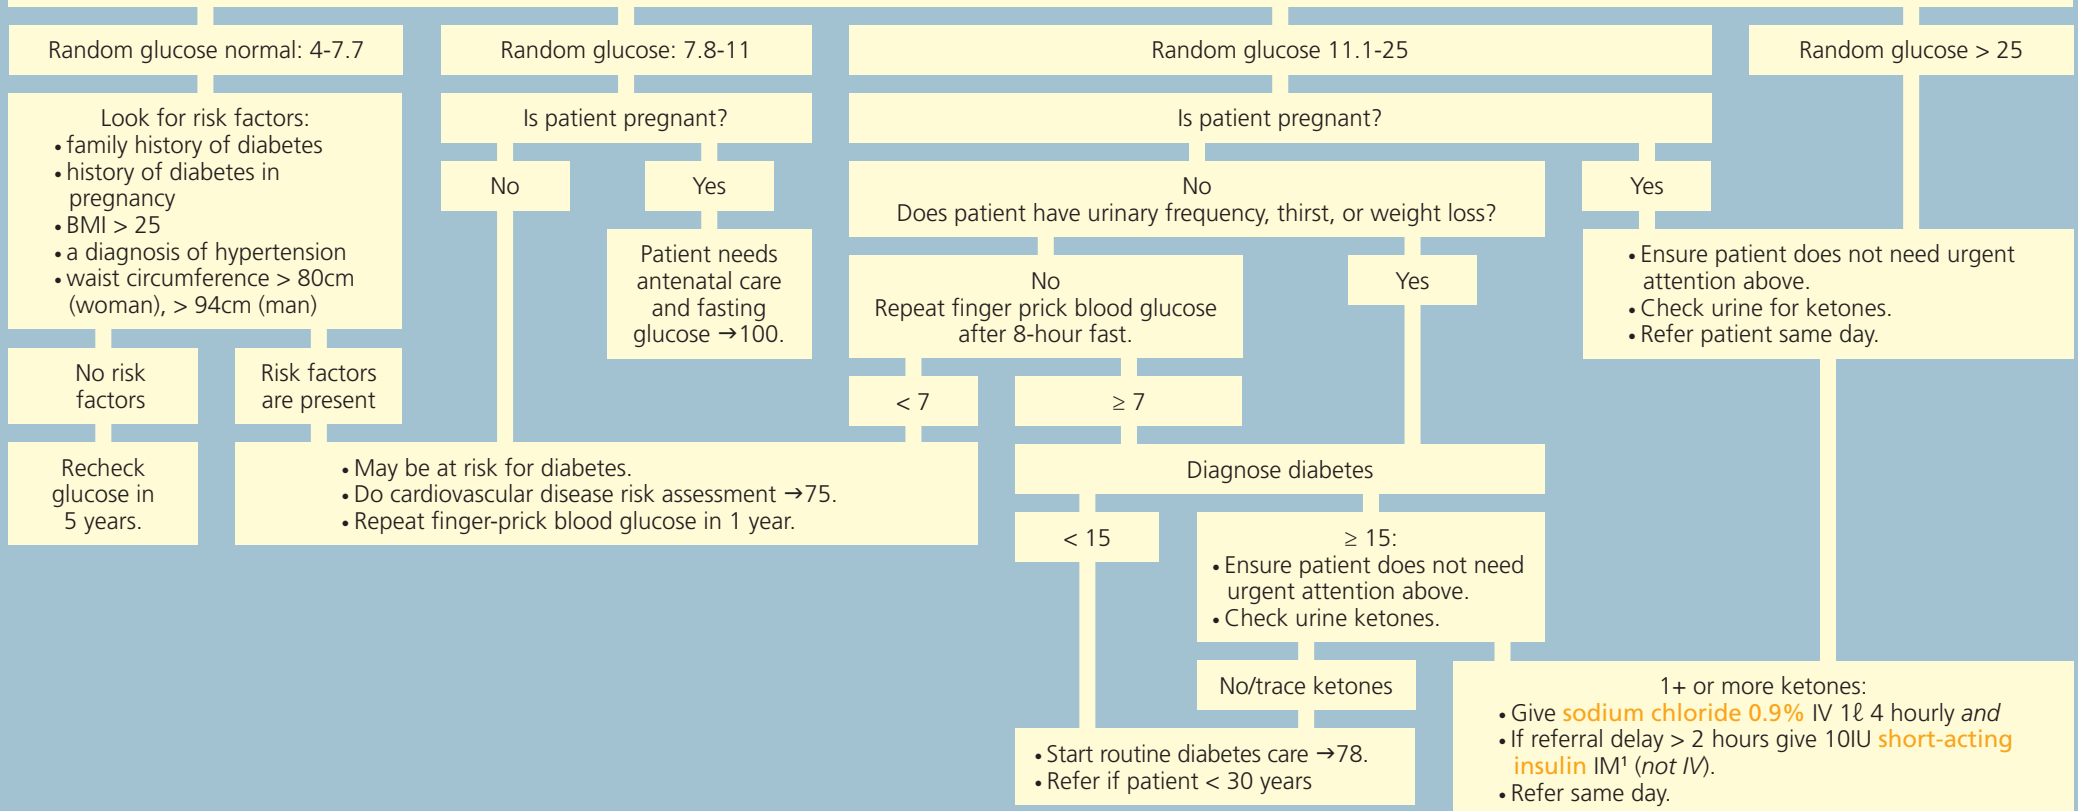 Random glucose normal: 4-7.7
Random glucose: 7.8-11
Random glucose 11.1-25
Random glucose > 25
Look for risk factors:
• family history of diabetes
• history of diabetes in
pregnancy
• BMI > 25
• a diagnosis of hypertension
• waist circumference > 80cm
(woman), > 94cm (man)
No risk
factors
Risk factors
are present
Recheck
glucose in
5 years.
Is patient pregnant?
No
Yes
Patient needs
antenatal care
and fasting
glucose →100.
• May be at risk for diabetes.
• Do cardiovascular disease risk assessment →75.
• Repeat finger-prick blood glucose in 1 year.
Is patient pregnant?
No
Does patient have urinary frequency, thirst, or weight loss?
Yes
No
Repeat finger prick blood glucose
after 8-hour fast.
Yes
< 7
≥ 7
Diagnose diabetes
< 15
≥ 15:
• Ensure patient does not need
urgent attention above.
• Check urine ketones.
No/trace ketones
• Start routine diabetes care →78.
• Refer if patient < 30 years
• Ensure patient does not need urgent
attention above.
• Check urine for ketones.
• Refer patient same day.
1+ or more ketones:
• Give sodium chloride 0.9% IV 1ℓ 4 hourly and
• If referral delay > 2 hours give 10IU short-acting
insulin IM¹ (not IV).
• Refer same day.